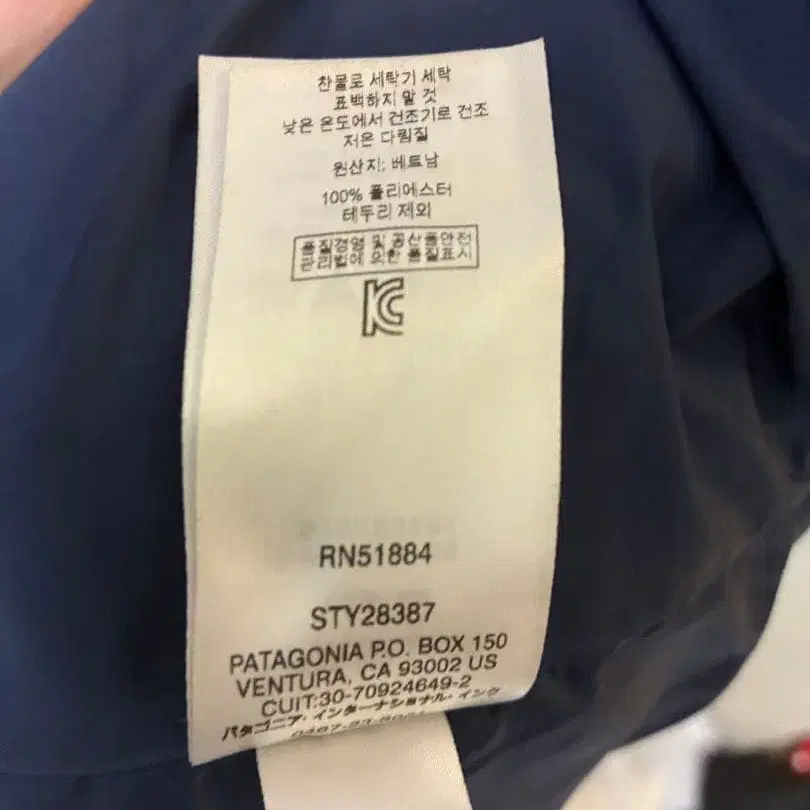 찬물로 세탁기 세탁
표백하지 말 것
낮은 온도에서 건조기로 건조
저온 다림질
원산지: 베트남
100% 폴리에스터
테두리 제외
품질경영 및 공산품안전
관리법에 의한 품질표시
KC
RN51884
STY28387
PATAGONIA P.O. BOX 150
VENTURA, CA 93002 US
CUIT:30-70924649-2
パタゴニア・インターナショナル・インク